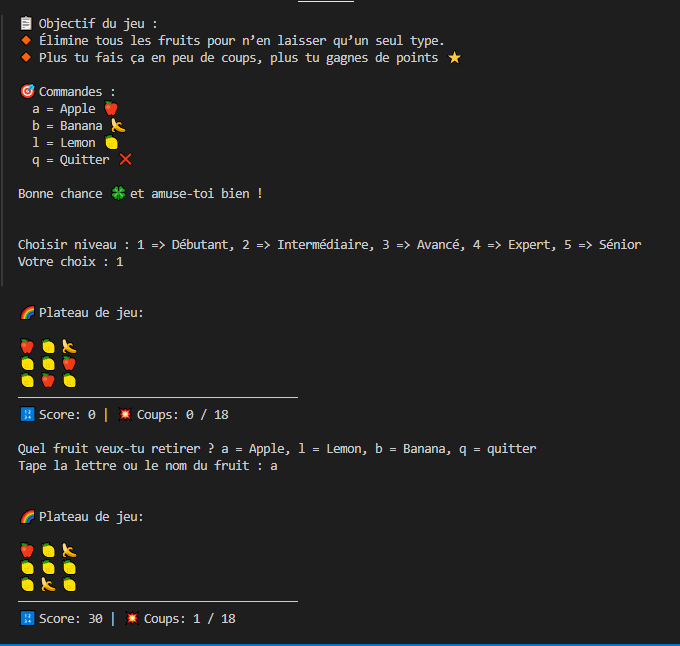 📋 Objectif du jeu :
🔸 Élimine tous les fruits pour n’en laisser qu’un seul type.
🔸 Plus tu fais ça en peu de coups, plus tu gagnes de points ⭐
🎯 Commandes :
a = Apple 🍎
b = Banana 🍌
l = Lemon 🍋
q = Quitter ❌
Bonne chance 🍀 et amuse-toi bien !
Choisir niveau : 1 => Débutant, 2 => Intermédiaire, 3 => Avancé, 4 => Expert, 5 => Sénior
Votre choix : 1
🌈 Plateau de jeu:
🍎 🍋 🍌
🍋 🍋 🍎
🍋 🍎 🍋
🔢 Score: 0 | 💥 Coups: 0 / 18
Quel fruit veux-tu retirer ? a = Apple, l = Lemon, b = Banana, q = quitter
Tape la lettre ou le nom du fruit : a
🌈 Plateau de jeu:
🍎 🍋 🍌
🍋 🍋 🍋
🍋 🍌 🍋
🔢 Score: 30 | 💥 Coups: 1 / 18